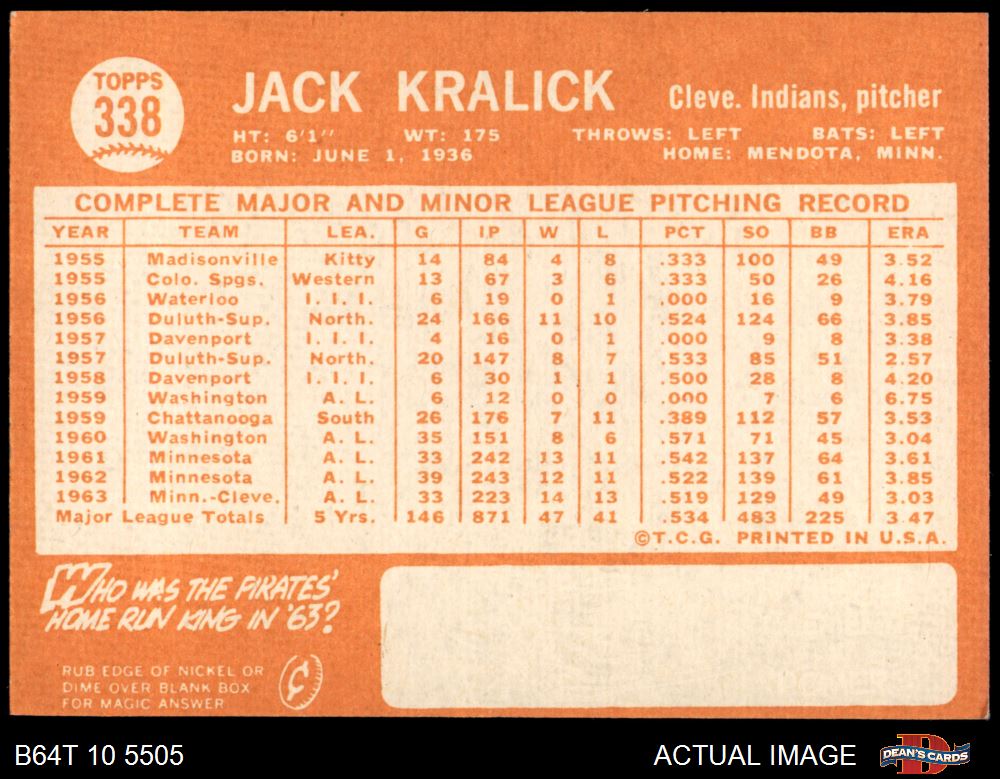 TOPPS
338
JACK KRALICK Cleve. Indians, pitcher
HT: 6'1" WT: 175 THROWS: LEFT BATS: LEFT
BORN: JUNE 1, 1936 HOME: MENDOTA, MINN.
COMPLETE MAJOR AND MINOR LEAGUE PITCHING RECORD
YEAR TEAM LEA. G IP W L PCT SO BB ERA
1955 Madisonville Kitty 14 84 4 8 .333 100 49 3.52
1955 Colo. Spgs. Western 13 67 3 6 .333 50 26 4.16
1956 Waterloo I. I. I. 6 19 0 1 .000 16 9 3.79
1956 Duluth-Sup. North. 24 166 11 10 .524 124 66 3.85
1957 Davenport I. I. I. 4 16 0 1 .000 9 8 3.38
1957 Duluth-Sup. North. 20 147 8 7 .533 85 51 2.57
1958 Davenport I. I. I. 6 30 1 1 .500 28 8 4.20
1959 Washington A. L. 6 12 0 0 .000 7 6 6.75
1959 Chattanooga South 26 176 7 11 .389 112 57 3.53
1960 Washington A. L. 35 151 8 6 .571 71 45 3.04
1961 Minnesota A. L. 33 242 13 11 .542 137 64 3.61
1962 Minnesota A. L. 39 243 12 11 .522 139 61 3.85
1963 Minn.-Cleve. A. L. 33 223 14 13 .519 129 49 3.03
Major League Totals 5 Yrs. 146 871 47 41 .534 483 225 3.47
©T.C.G. PRINTED IN U.S.A.
WHO WAS THE PIRATES'
HOME RUN KING IN '63?
RUB EDGE OF NICKEL OR
DIME OVER BLANK BOX
FOR MAGIC ANSWER
¢
B64T 10 5505 ACTUAL IMAGE DEAN'S CARDS